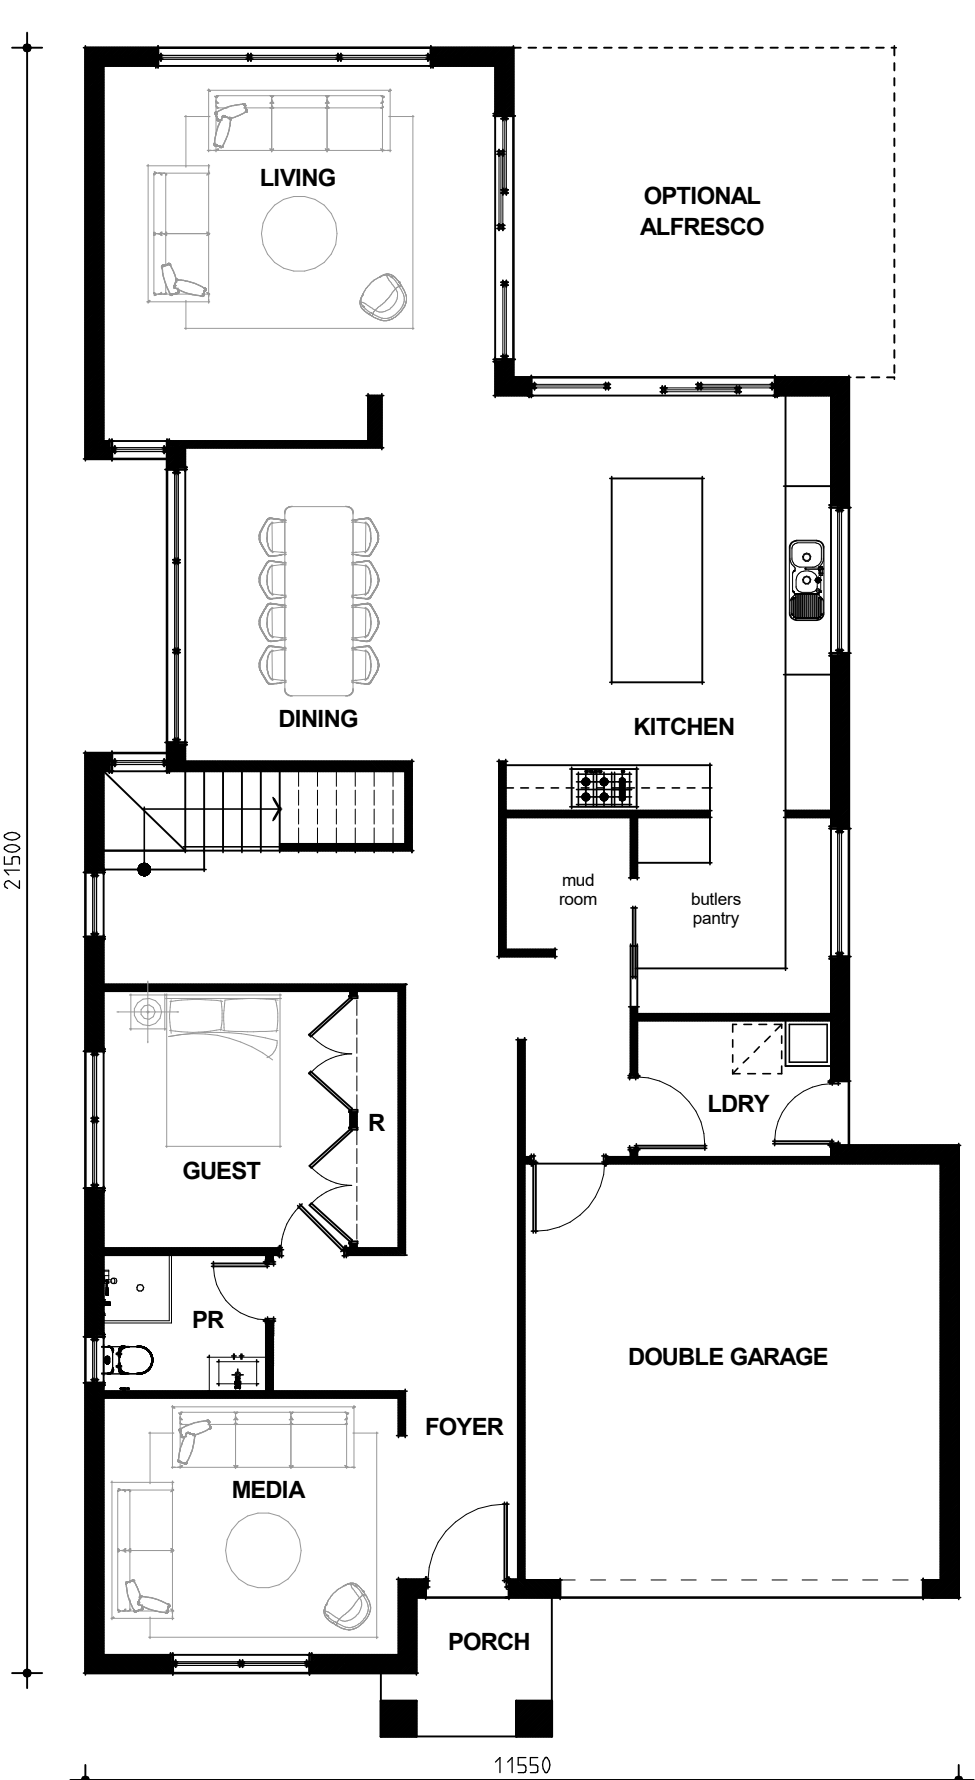 LIVING
OPTIONAL
ALFRESCO
DINING
KITCHEN
21500
mud
room
butlers
pantry
LDRY
R
GUEST
PR
DOUBLE GARAGE
FOYER
MEDIA
PORCH
11550